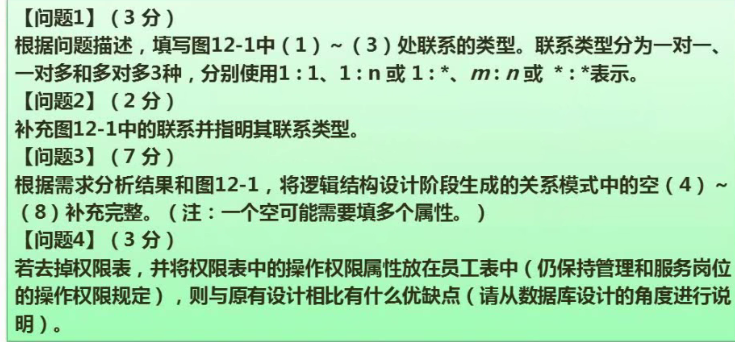 【问题1】(3 分)
根据问题描述,填写图12-1中(1)~(3)处联系的类型。联系类型分为一对一、
一对多和多对多3种,分别使用1:1、1:n 或 1:*、m:n 或 *:*表示。
【问题2】(2 分)
补充图12-1中的联系并指明其联系类型。
【问题3】(7 分)
根据需求分析结果和图12-1,将逻辑结构设计阶段生成的关系模式中的空(4)~
(8)补充完整。(注:一个空可能需要填多个属性。)
【问题4】(3 分)
若去掉权限表,并将权限表中的操作权限属性放在员工表中(仍保持管理和服务岗位
的操作权限规定),则与原有设计相比有什么优缺点(请从数据库设计的角度进行说
明)。